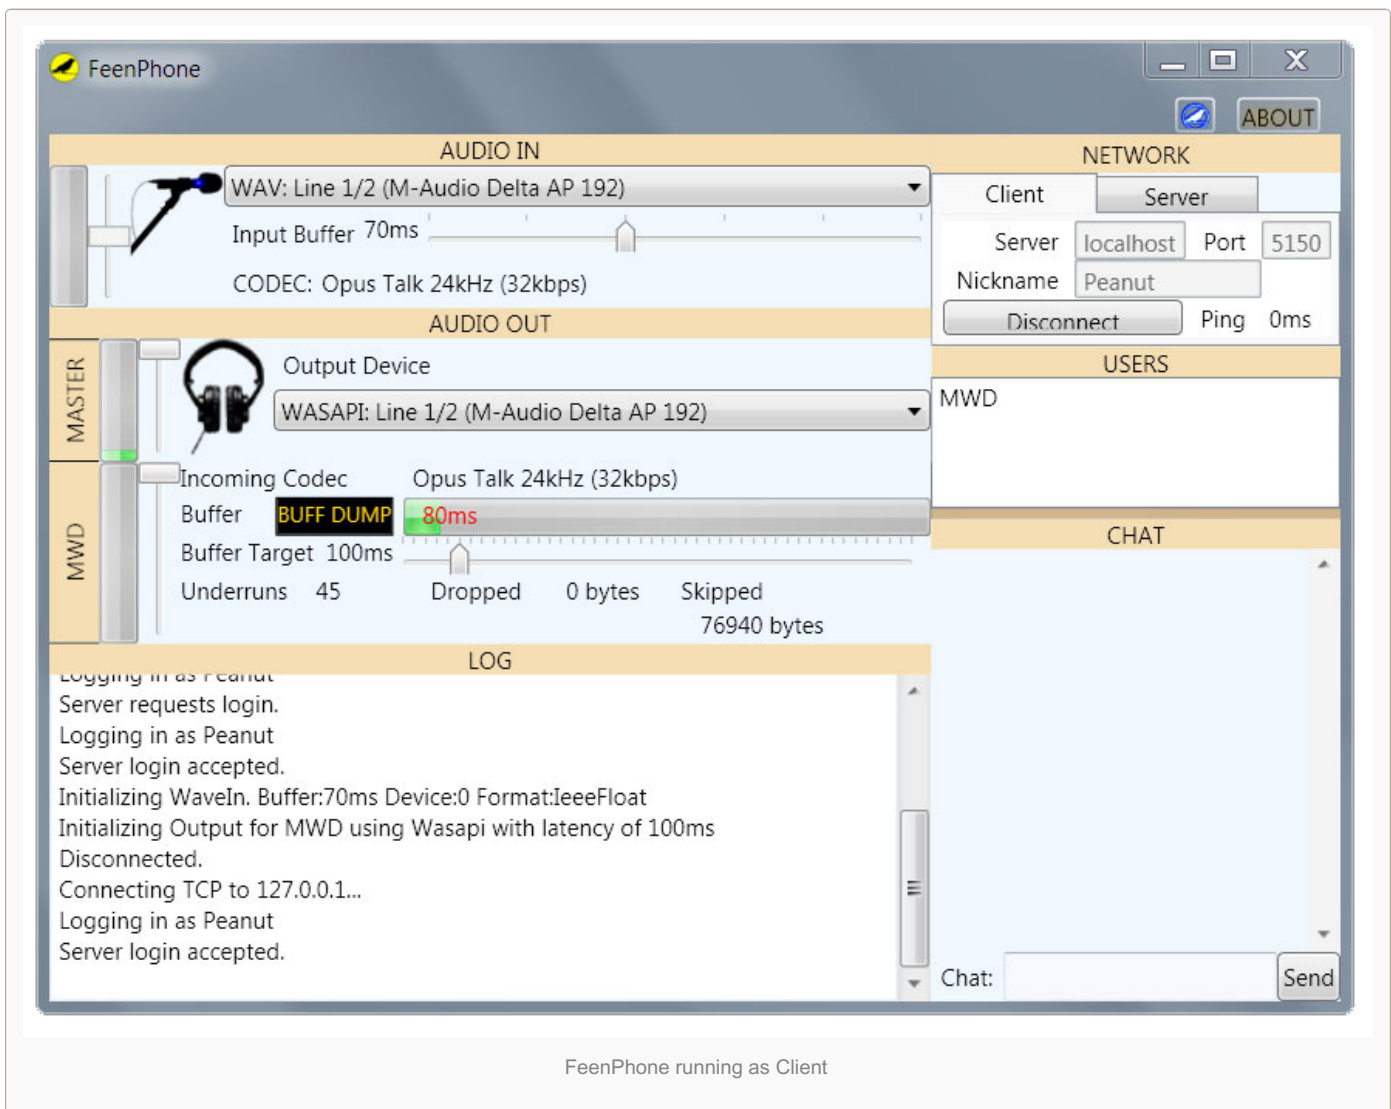 FeenPhone
ABOUT
AUDIO IN
WAV: Line 1/2 (M-Audio Delta AP 192)
Input Buffer 70ms
CODEC: Opus Talk 24kHz (32kbps)
AUDIO OUT
MASTER
Output Device
WASAPI: Line 1/2 (M-Audio Delta AP 192)
MWD
Incoming Codec Opus Talk 24kHz (32kbps)
Buffer BUFF DUMP 80ms
Buffer Target 100ms
Underruns 45 Dropped 0 bytes Skipped
76940 bytes
LOG
Logging in as Peanut
Server requests login.
Logging in as Peanut
Server login accepted.
Initializing WaveIn. Buffer:70ms Device:0 Format:IeeeFloat
Initializing Output for MWD using Wasapi with latency of 100ms
Disconnected.
Connecting TCP to 127.0.0.1...
Logging in as Peanut
Server login accepted.
NETWORK
Client Server
Server localhost Port 5150
Nickname Peanut
Disconnect Ping 0ms
USERS
MWD
CHAT
Chat: Send
FeenPhone running as Client